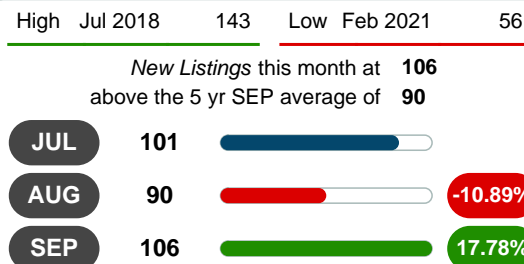 High Jul 2018 143 Low Feb 2021 56
New Listings this month at 106
above the 5 yr SEP average of 90
JUL 101
AUG 90 -10.89%
SEP 106 17.78%